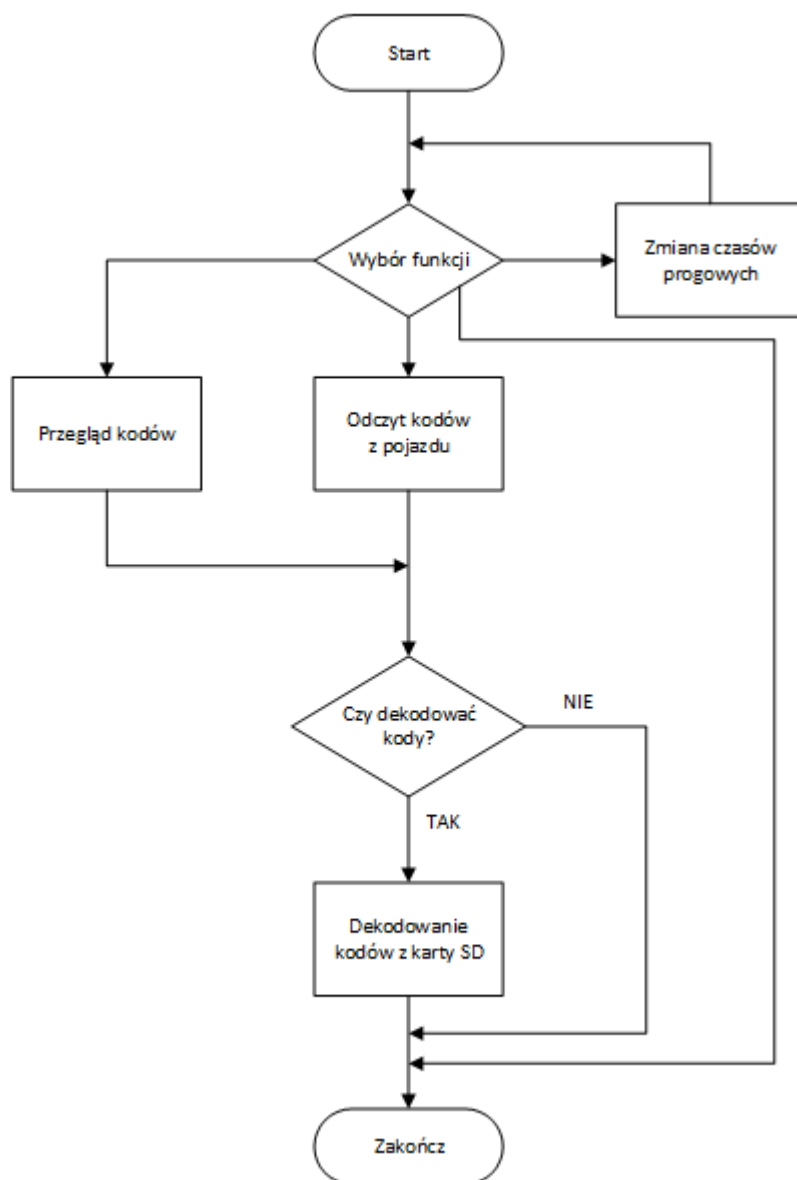 Start
Wybór funkcji
Zmiana czasów
progowych
Przegląd kodów
Odczyt kodów
z pojazdu
Czy dekodować
kody?
NIE
TAK
Dekodowanie
kodów z karty SD
Zakończ